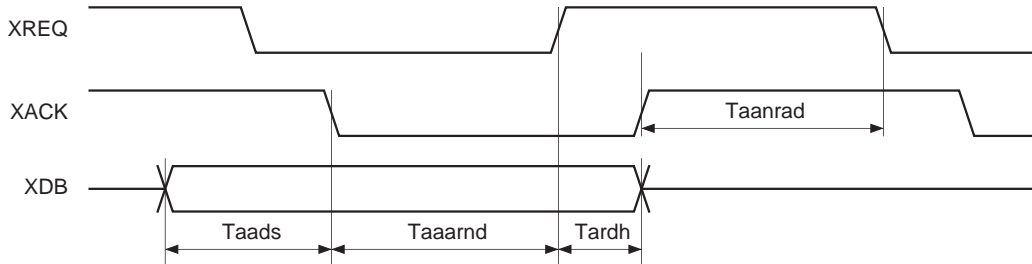 XREQ
XACK
Taanrad
XDB
Taads
Taaarnd
Tardh